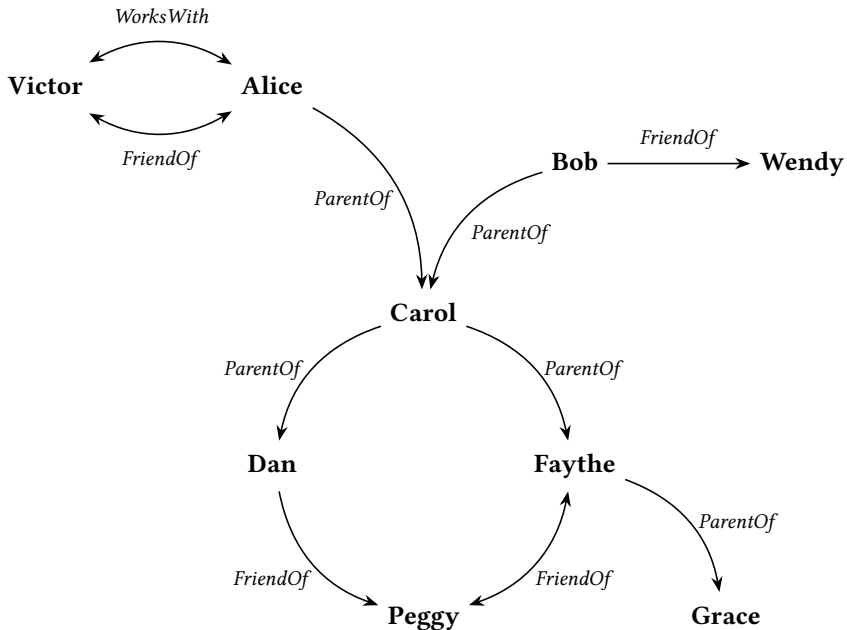 WorksWith
Victor
Alice
FriendOf
Bob
FriendOf
Wendy
ParentOf
ParentOf
Carol
ParentOf
ParentOf
Dan
Faythe
ParentOf
FriendOf
FriendOf
Peggy
Grace